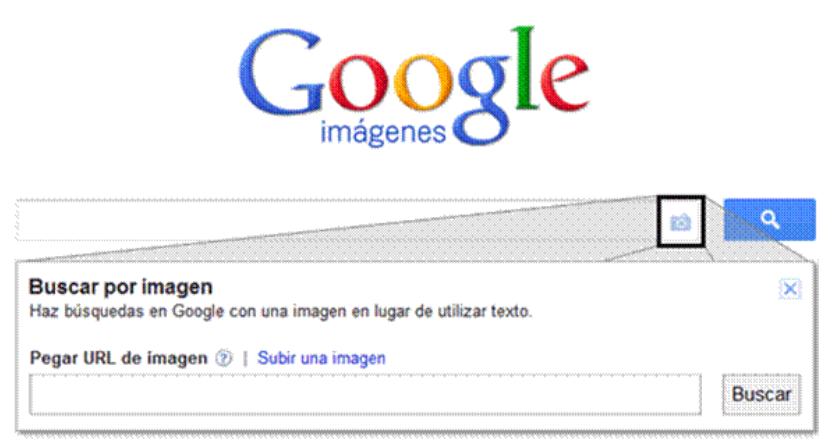 Google
imágenes
Buscar por imagen
Haz búsquedas en Google con una imagen en lugar de utilizar texto.
Pegar URL de imagen ? | Subir una imagen
Buscar